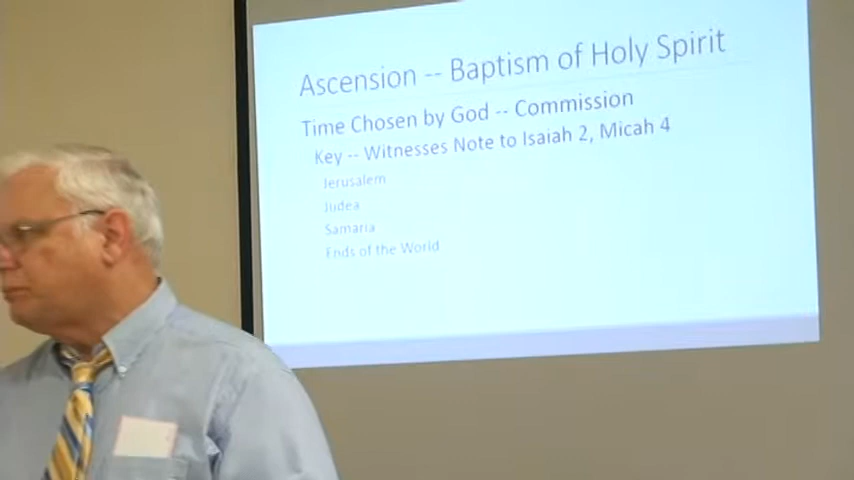 Ascension -- Baptism of Holy Spirit
Time Chosen by God -- Commission
Key -- Witnesses Note to Isaiah 2, Micah 4
Jerusalem
Judea
Samaria
Ends of the World